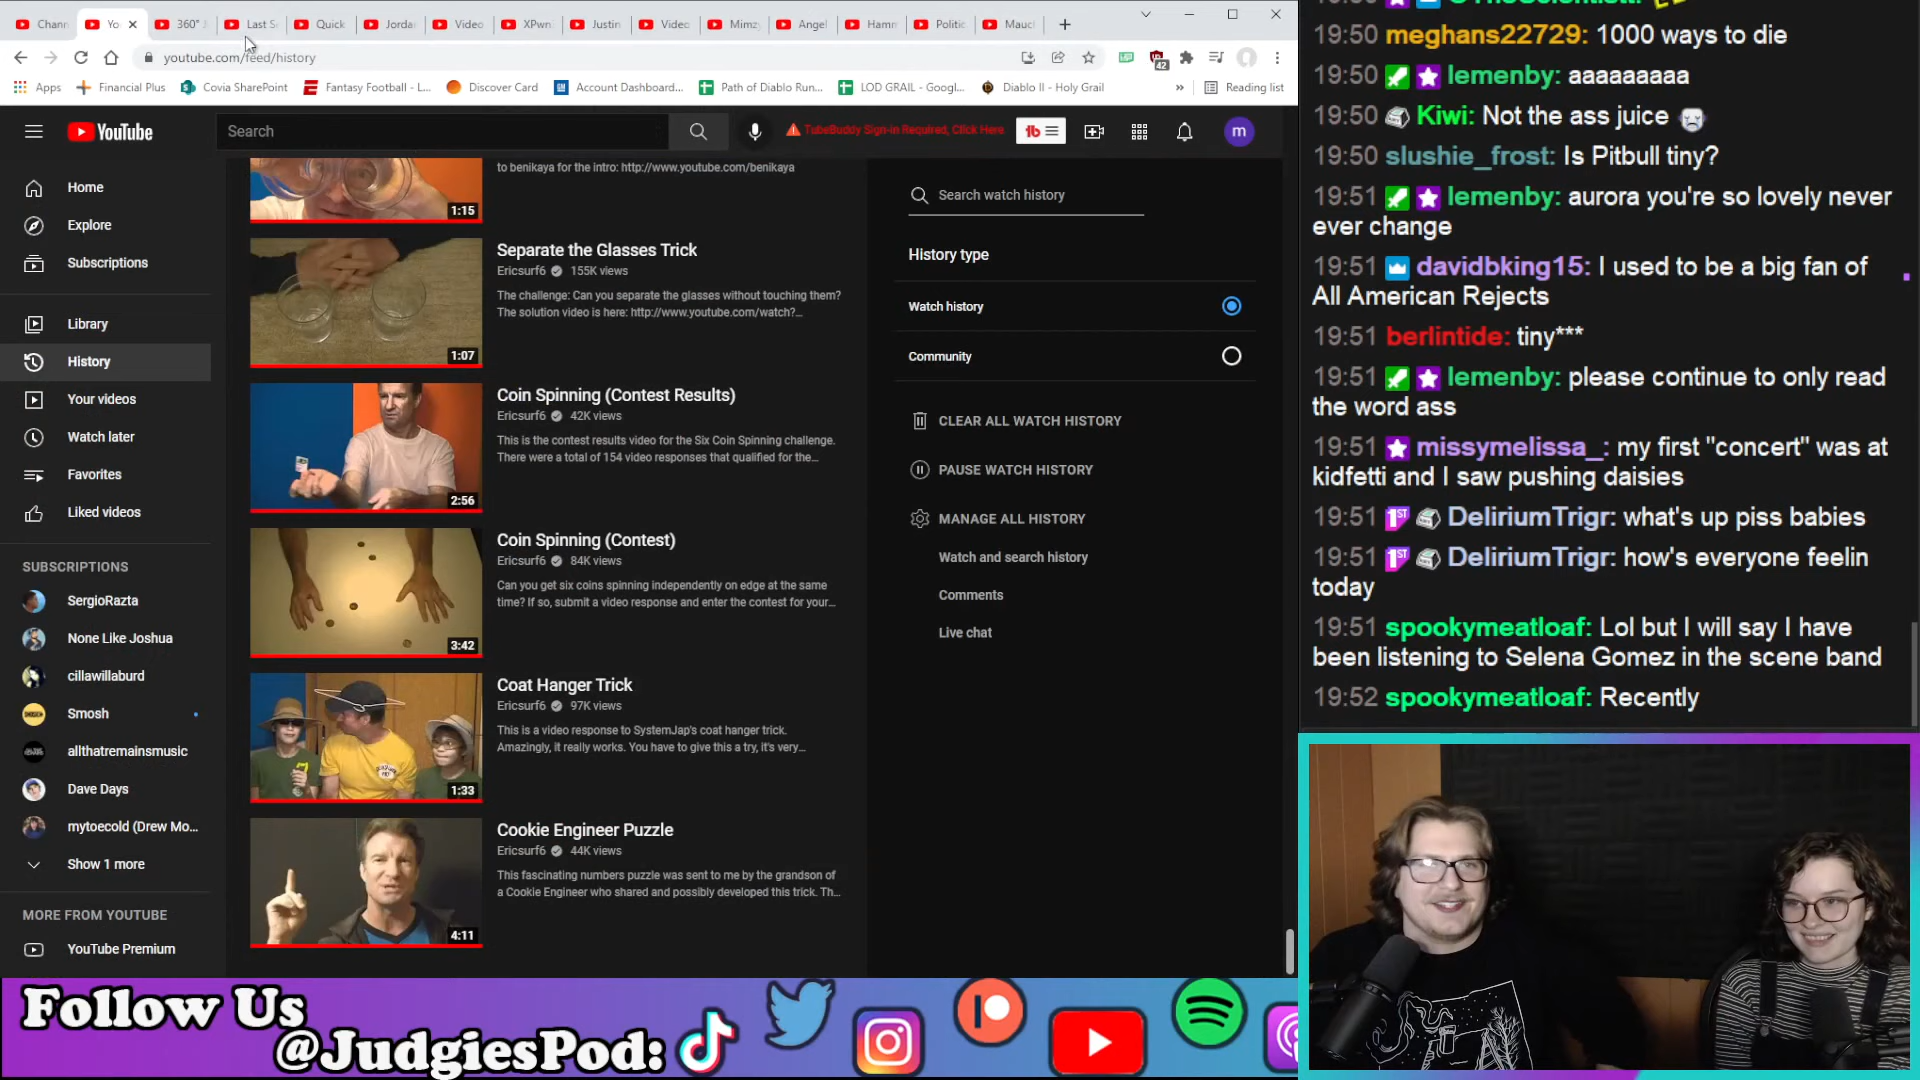 Chann
Yo
360°
Last S
Quick
Jorda
Video
XPwn
Justin
Video
Mimz
Angel
Hamn
Politic
Mauc
youtube.com/feed/history
42
Apps
Financial Plus
Covia SharePoint
Fantasy Football - L...
Discover Card
Account Dashboard...
Path of Diablo Run...
LOD GRAIL - Googl...
Diablo II - Holy Grail
»
Reading list
YouTube
Search
TubeBuddy Sign-in Required, Click Here
m
Home
Explore
Subscriptions
Library
History
Your videos
Watch later
Favorites
Liked videos
SUBSCRIPTIONS
SergioRazta
None Like Joshua
cillawillaburd
Smosh
allthatremainsmusic
Dave Days
mytoecold (Drew Mo...
Show 1 more
MORE FROM YOUTUBE
YouTube Premium
to benikaya for the intro: http://www.youtube.com/benikaya
1:15
Separate the Glasses Trick
Ericsurf6 155K views
The challenge: Can you separate the glasses without touching them?
The solution video is here: http://www.youtube.com/watch?...
1:07
Coin Spinning (Contest Results)
Ericsurf6 42K views
This is the contest results video for the Six Coin Spinning challenge.
There were a total of 154 video responses that qualified for the...
2:56
Coin Spinning (Contest)
Ericsurf6 84K views
Can you get six coins spinning independently on edge at the same
time? If so, submit a video response and enter the contest for your...
3:42
Coat Hanger Trick
Ericsurf6 97K views
This is a video response to SystemJap's coat hanger trick.
Amazingly, it really works. You have to give this a try, it's very...
1:33
Cookie Engineer Puzzle
Ericsurf6 44K views
This fascinating numbers puzzle was sent to me by the grandson of
a Cookie Engineer who shared and possibly developed this trick. Th...
4:11
Search watch history
History type
Watch history
Community
CLEAR ALL WATCH HISTORY
PAUSE WATCH HISTORY
MANAGE ALL HISTORY
Watch and search history
Comments
Live chat
19:50 meghans22729: 1000 ways to die
19:50 lemenby: aaaaaaaaa
19:50 Kiwi: Not the ass juice
19:50 slushie_frost: Is Pitbull tiny?
19:51 lemenby: aurora you're so lovely never
ever change
19:51 davidbking15: I used to be a big fan of
All American Rejects
19:51 berlintide: tiny***
19:51 lemenby: please continue to only read
the word ass
19:51 missymelissa_: my first "concert" was at
kidfetti and I saw pushing daisies
19:51 1ST DeliriumTrigr: what's up piss babies
19:51 1ST DeliriumTrigr: how's everyone feelin
today
19:51 spookymeatloaf: Lol but I will say I have
been listening to Selena Gomez in the scene band
19:52 spookymeatloaf: Recently
Follow Us
@JudgiesPod: